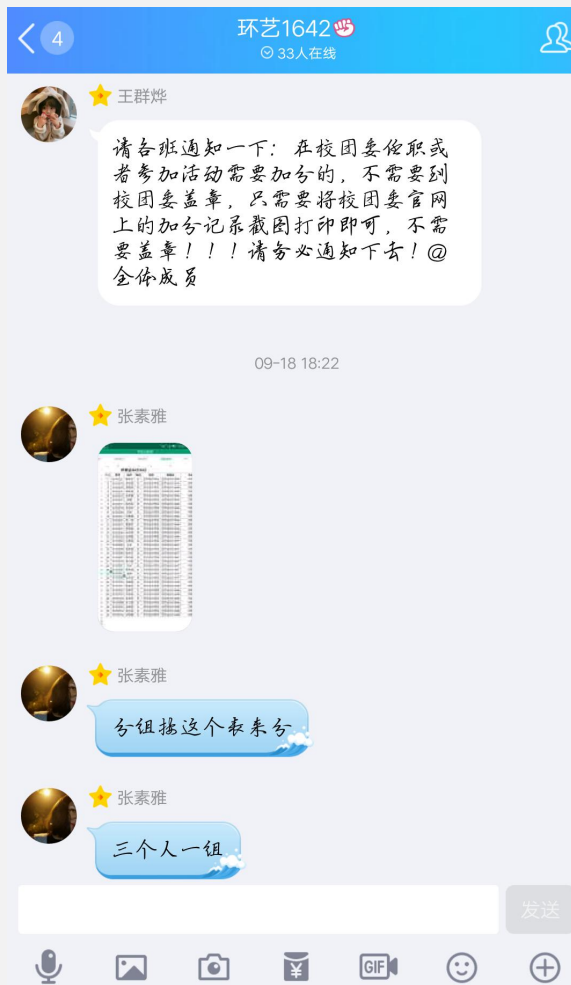 4
环艺1642
33人在线
王群烨
请各班通知一下：在校团委任职或
者参加活动需要加分的，不需要到
校团委盖章，只需要将校团委官网
上的加分记录截图打印即可，不需
要盖章！！！请务必通知下去！@
全体成员
09-18 18:22
张素雅
张素雅
分组按这个表来分
张素雅
三个人一组
发送
GIF